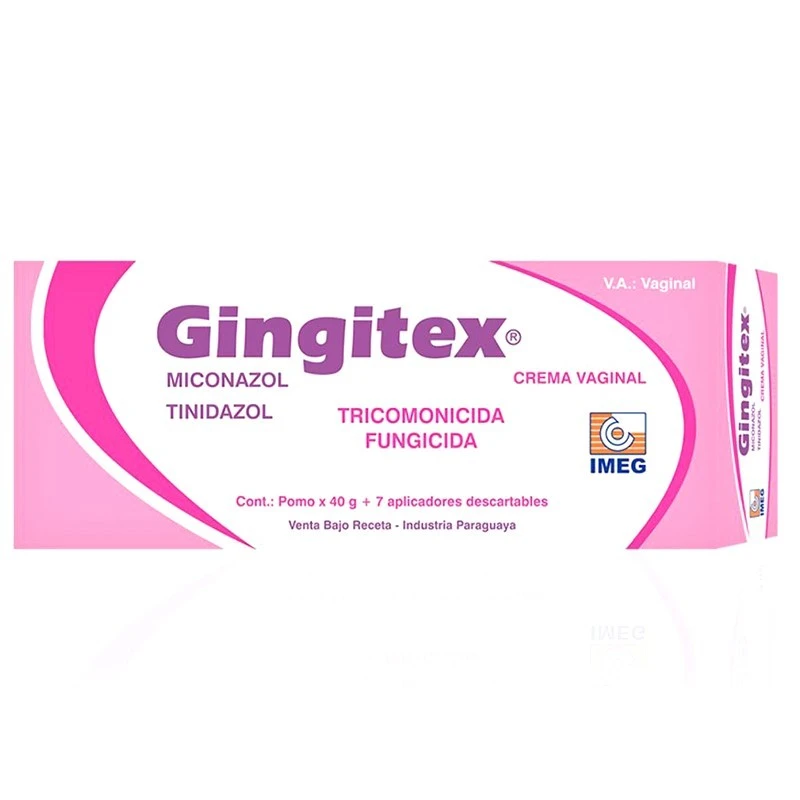 V.A.: Vaginal
Gingitex®
MICONAZOL
TINIDAZOL
CREMA VAGINAL
TRICOMONICIDA
FUNGICIDA
IMEG
Cont.: Pomo x 40 g + 7 aplicadores descartables
Venta Bajo Receta - Industria Paraguaya
Gingitex®
MICONAZOL
TINIDAZOL
CREMA VAGINAL
IMEG